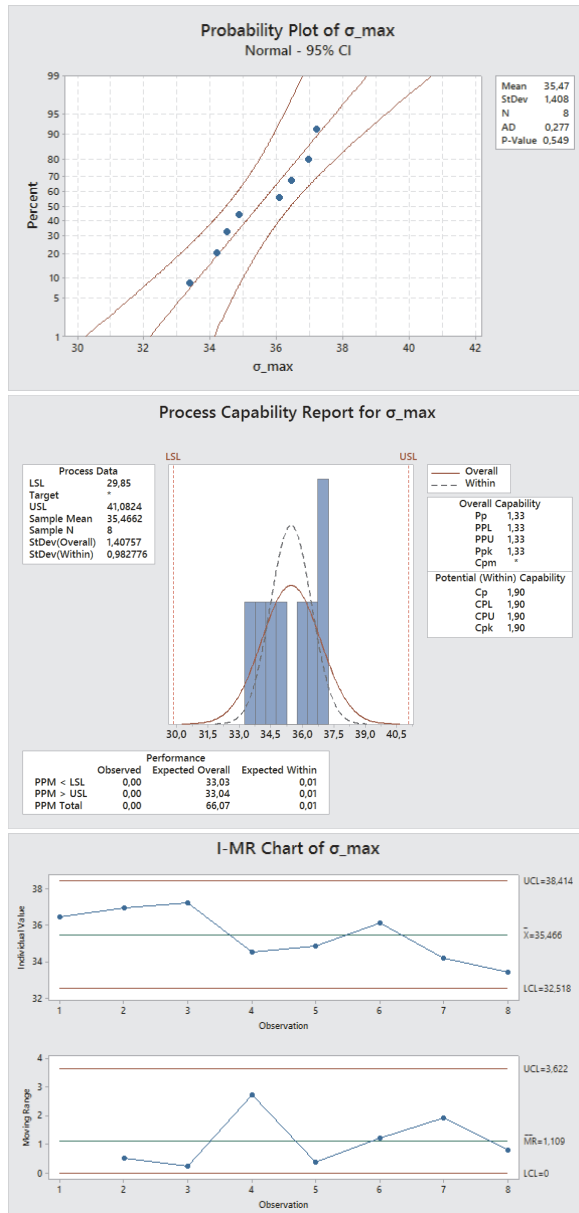 Probability Plot of σ_max
Normal - 95% CI
Mean 35,47
StDev 1,408
N 8
AD 0,277
P-Value 0,549
99
95
90
80
70
60
50
40
30
20
10
5
1
Percent
30 32 34 36 38 40 42
σ_max
Process Capability Report for σ_max
LSL USL
Process Data
LSL 29,85
Target *
USL 41,0824
Sample Mean 35,4662
Sample N 8
StDev(Overall) 1,40757
StDev(Within) 0,982776
Overall
Within
Overall Capability
Pp 1,33
PPL 1,33
PPU 1,33
Ppk 1,33
Cpm *
Potential (Within) Capability
Cp 1,90
CPL 1,90
CPU 1,90
Cpk 1,90
30,0 31,5 33,0 34,5 36,0 37,5 39,0 40,5
Performance
Observed Expected Overall Expected Within
PPM < LSL 0,00 33,03 0,01
PPM > USL 0,00 33,04 0,01
PPM Total 0,00 66,07 0,01
I-MR Chart of σ_max
38
36
34
32
Individual Value
UCL=38,414
X̄=35,466
LCL=32,518
1 2 3 4 5 6 7 8
Observation
4
3
2
1
0
Moving Range
UCL=3,622
M̅R̅=1,109
LCL=0
1 2 3 4 5 6 7 8
Observation